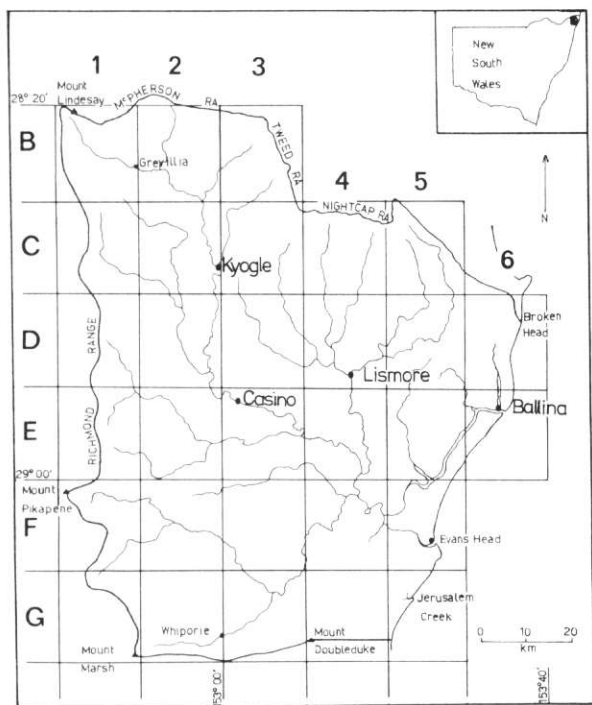 New
South
Wales
1
2
3
Mount
Lindesay
McPHERSON
RA
28° 20'
B
Grevillia
TWEED RA
4
5
NIGHTCAP RA
N
C
Kyogle
6
D
RANGE
Broken
Head
Lismore
Casino
Ballina
E
RICHMOND
29° 00'
Mount
Pikapene
F
Evans Head
G
Jerusalem
Creek
Whiporie
Mount
Doubleduke
Mount
Marsh
0 10 20
km
153° 00'
153° 40'